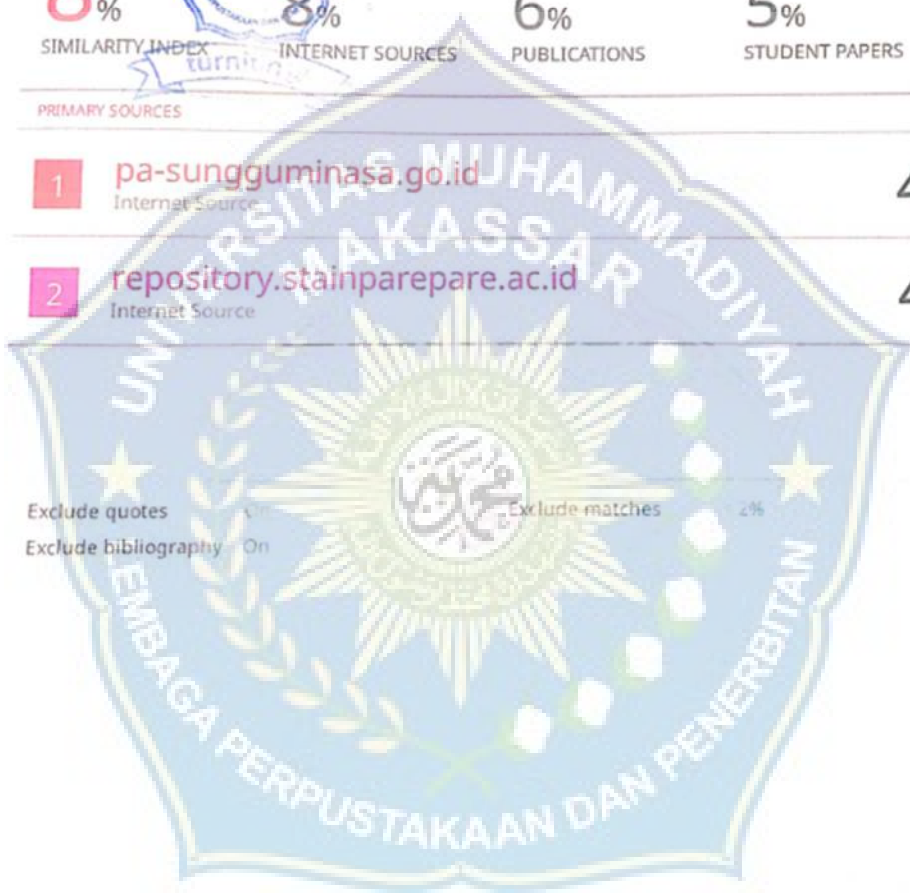 8% 6% 5%
SIMILARITY INDEX INTERNET SOURCES PUBLICATIONS STUDENT PAPERS
turnitin
PRIMARY SOURCES
1 pa-sungguminasa.go.id
Internet Source
2 repository.stainparepare.ac.id
Internet Source
UNIVERSITAS MUHAMMADIYAH
MAKASSAR
Exclude quotes On Exclude matches 2%
Exclude bibliography On
LEMBAGA PERPUSTAKAAN DAN PENERBITAN